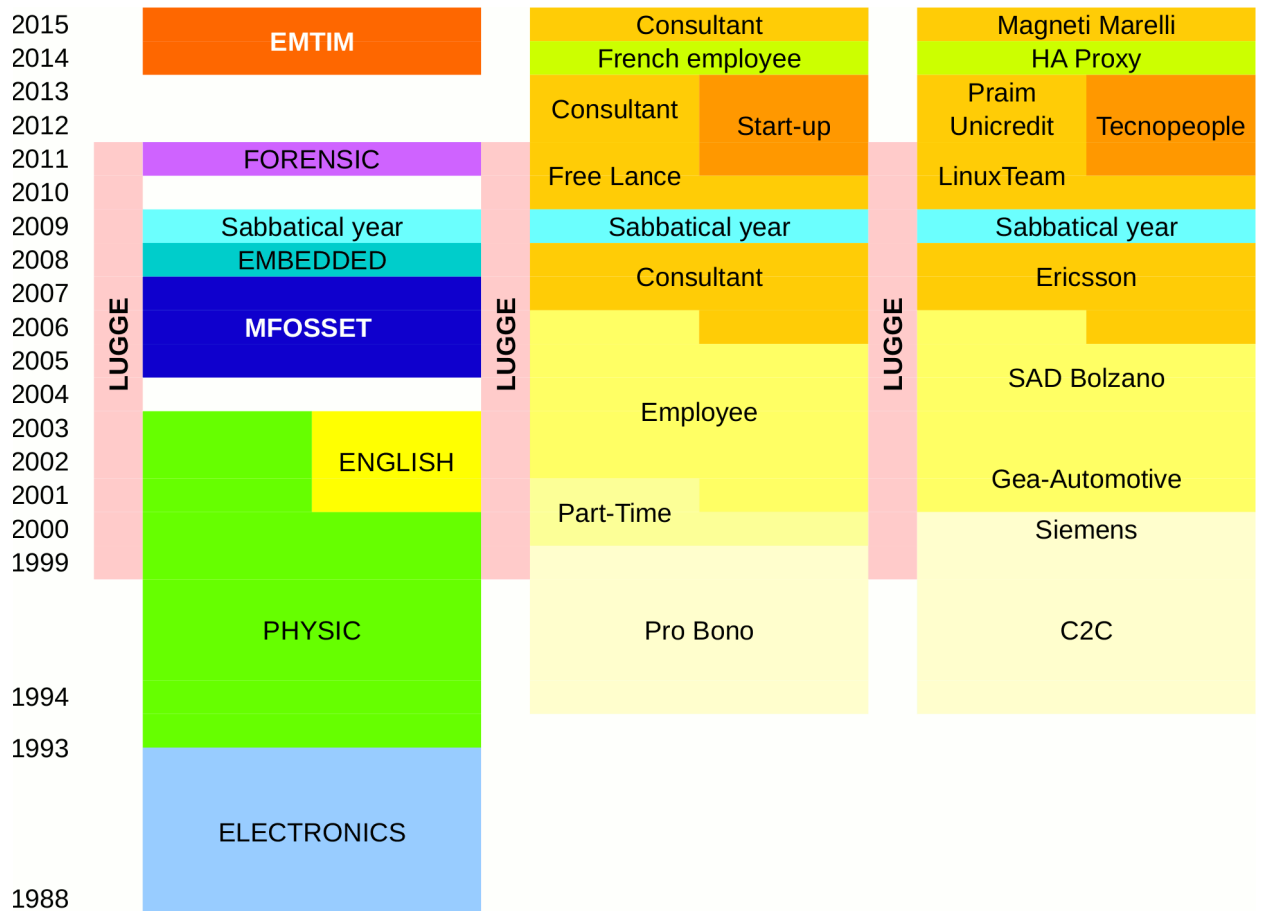 2015
EMTIM
Consultant
Magneti Marelli
2014
French employee
HA Proxy
2013
Consultant
Praim
2012
Start-up
Unicredit
Tecnopeople
2011
FORENSIC
Free Lance
LinuxTeam
2010
2009
Sabbatical year
Sabbatical year
Sabbatical year
2008
EMBEDDED
Consultant
Ericsson
2007
LUGGE
LUGGE
LUGGE
2006
MFOSSET
2005
SAD Bolzano
2004
Employee
2003
2002
ENGLISH
Gea-Automotive
2001
Part-Time
2000
Siemens
1999
PHYSIC
Pro Bono
C2C
1994
1993
ELECTRONICS
1988